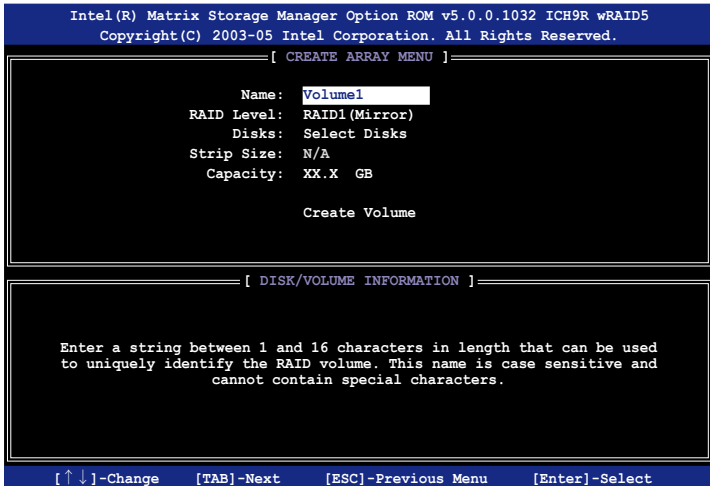 Intel(R) Matrix Storage Manager Option ROM v5.0.0.1032 ICH9R wRAID5
Copyright(C) 2003-05 Intel Corporation. All Rights Reserved.
[ CREATE ARRAY MENU ]
Name: Volume1
RAID Level: RAID1(Mirror)
Disks: Select Disks
Strip Size: N/A
Capacity: XX.X GB
Create Volume
[ DISK/VOLUME INFORMATION ]
Enter a string between 1 and 16 characters in length that can be used
to uniquely identify the RAID volume. This name is case sensitive and
cannot contain special characters.
[↑↓]-Change [TAB]-Next [ESC]-Previous Menu [Enter]-Select